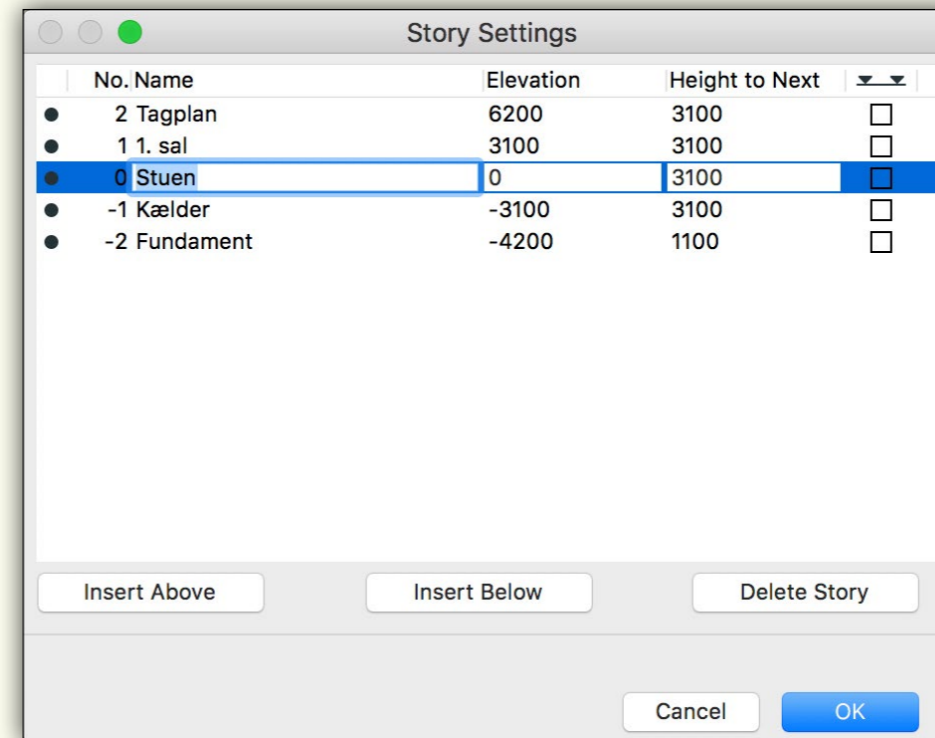 Story Settings
No. Name Elevation Height to Next
2 Tagplan 6200 3100
1 1. sal 3100 3100
0 Stuen 0 3100
-1 Kælder -3100 3100
-2 Fundament -4200 1100
Insert Above Insert Below Delete Story
Cancel OK